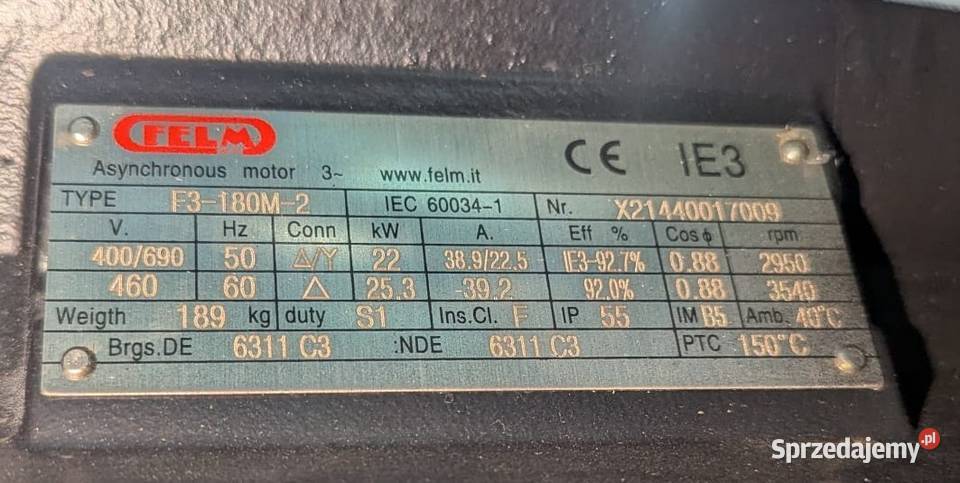 FELM
CE IE3
Asynchronous motor 3~ www.felm.it
TYPE F3-180M-2 IEC 60034-1 Nr. X21440017009
V. Hz Conn kW A. Eff % Cos ϕ rpm
400/690 50 △/Y 22 38.9/22.5 IE3-92.7% 0.88 2950
460 60 △ 25.3 -39.2 92.0% 0.88 3540
Weigth 189 kg duty S1 Ins.Cl. F IP 55 IM B5 Amb. 40°C
Brgs.DE 6311 C3 :NDE 6311 C3 PTC 150°C
Sprzedajemy.pl